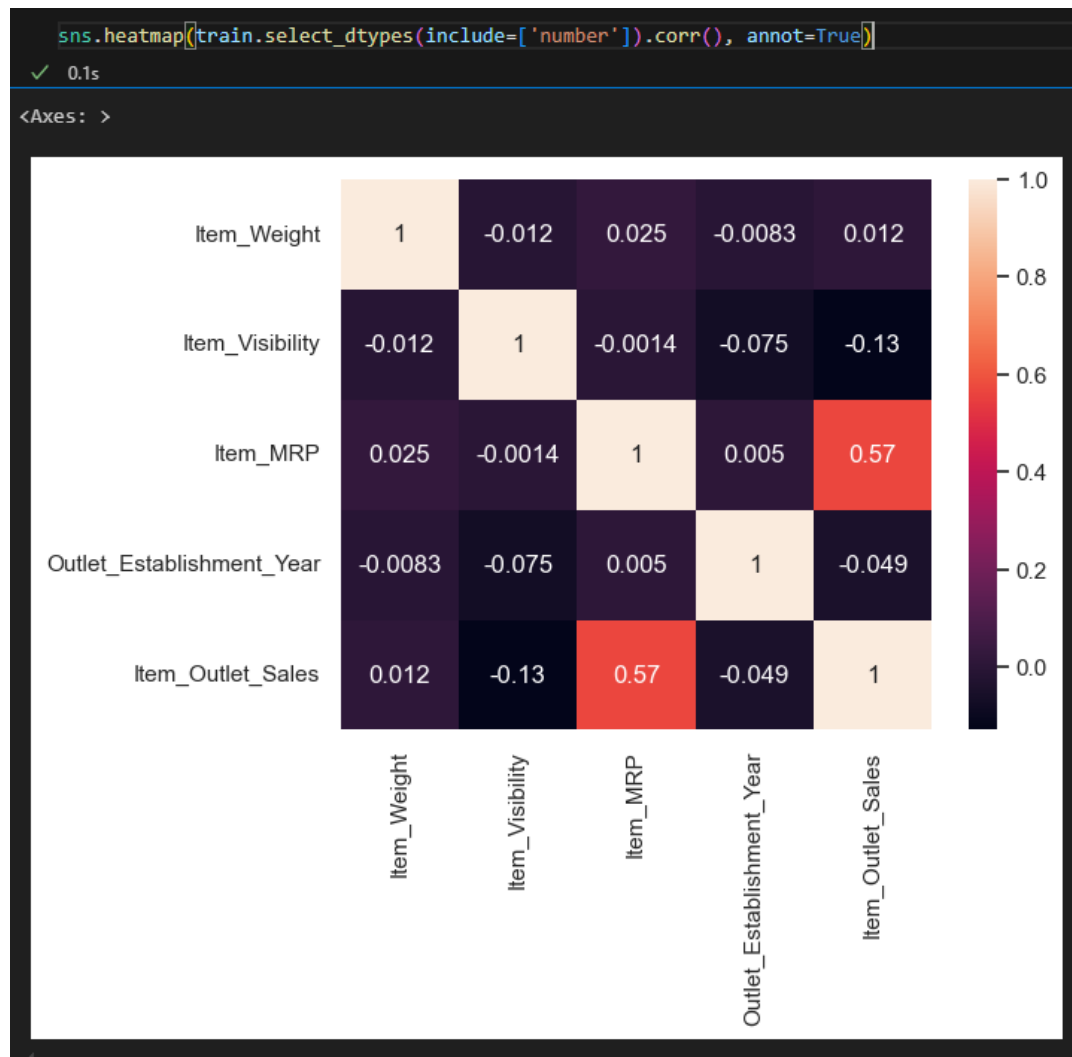 sns.heatmap(train.select_dtypes(include=['number']).corr(), annot=True)
0.1s
<Axes: >
Item_Weight 1 -0.012 0.025 -0.0083 0.012
Item_Visibility -0.012 1 -0.0014 -0.075 -0.13
Item_MRP 0.025 -0.0014 1 0.005 0.57
Outlet_Establishment_Year -0.0083 -0.075 0.005 1 -0.049
Item_Outlet_Sales 0.012 -0.13 0.57 -0.049 1
Item_Weight
Item_Visibility
Item_MRP
Outlet_Establishment_Year
Item_Outlet_Sales
1.0
0.8
0.6
0.4
0.2
0.0